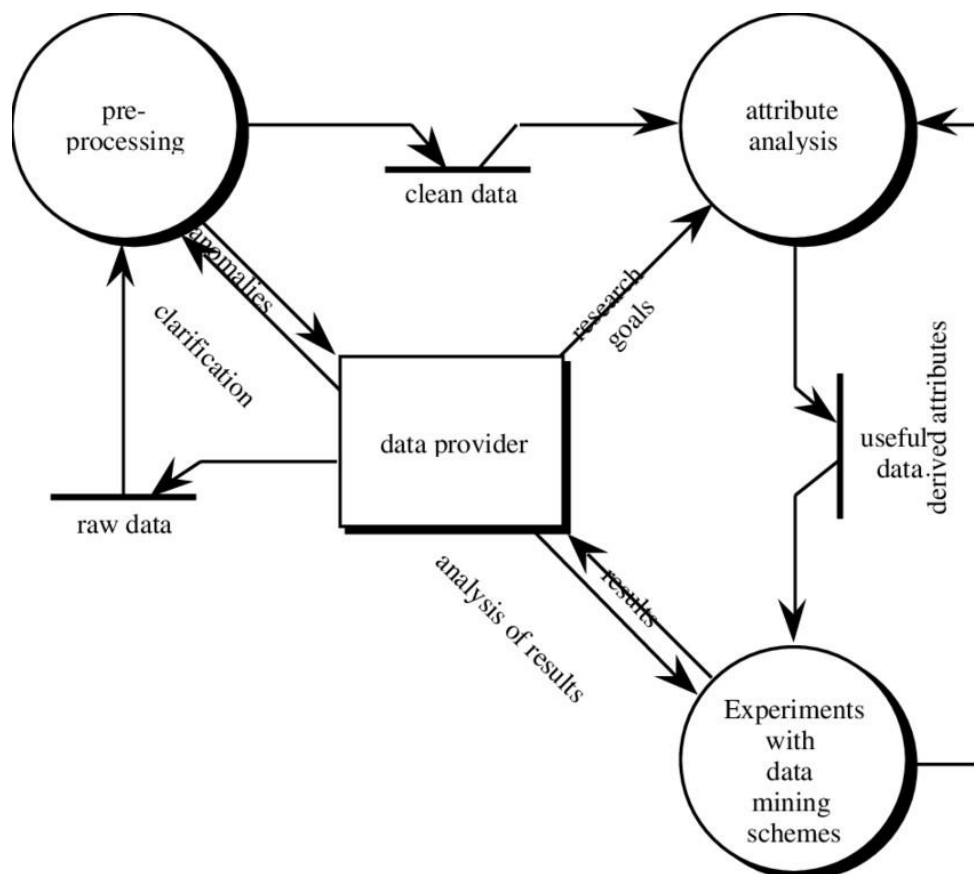 pre-
processing
attribute
analysis
clean data
anomalies
clarification
research
goals
data provider
useful
data.
derived attributes
raw data
analysis of results
results
Experiments
with
data
mining
schemes